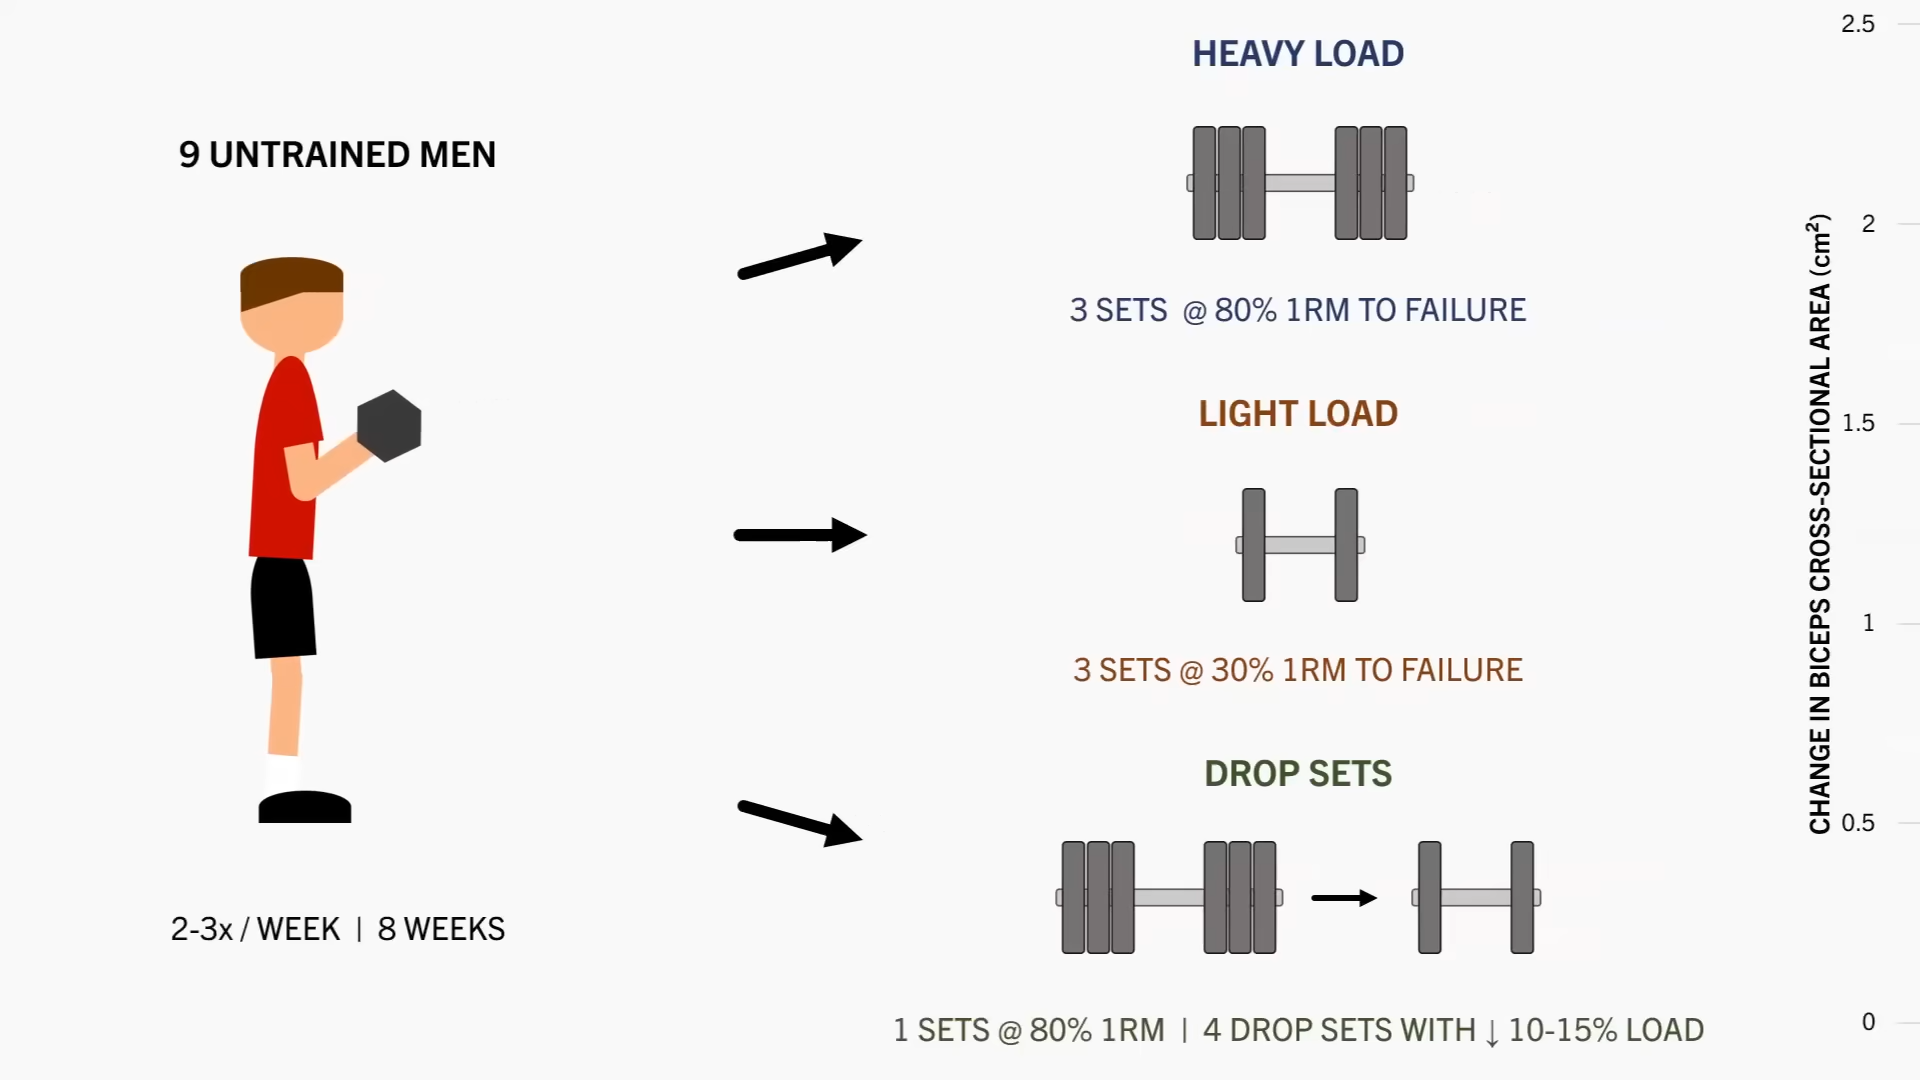 9 UNTRAINED MEN
2-3x / WEEK | 8 WEEKS
HEAVY LOAD
3 SETS @ 80% 1RM TO FAILURE
LIGHT LOAD
3 SETS @ 30% 1RM TO FAILURE
DROP SETS
1 SETS @ 80% 1RM | 4 DROP SETS WITH ↓ 10-15% LOAD
CHANGE IN BICEPS CROSS-SECTIONAL AREA (cm²)
2.5
2
1.5
1
0.5
0